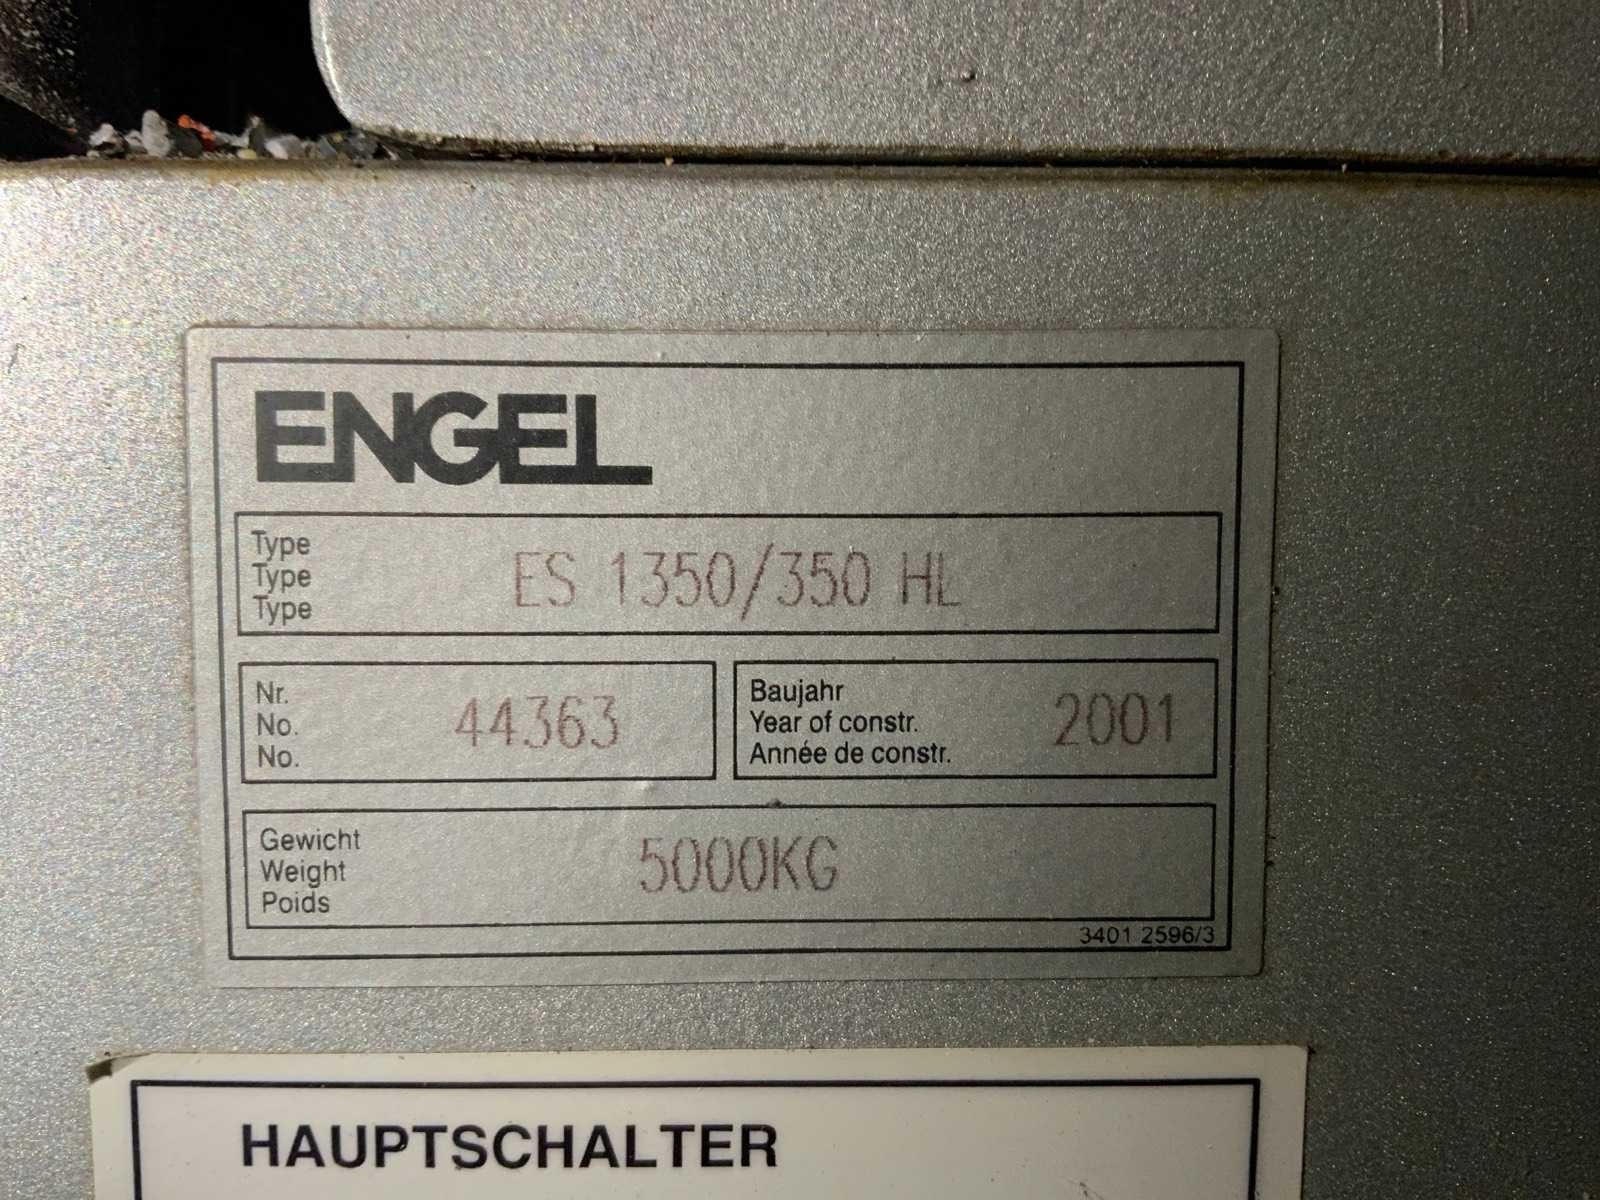 ENGEL
Type
Type
Type
ES 1350/350 HL
Nr.
No.
No.
44363
Baujahr
Year of constr.
Année de constr.
2001
Gewicht
Weight
Poids
5000KG
3401 2596/3
HAUPTSCHALTER